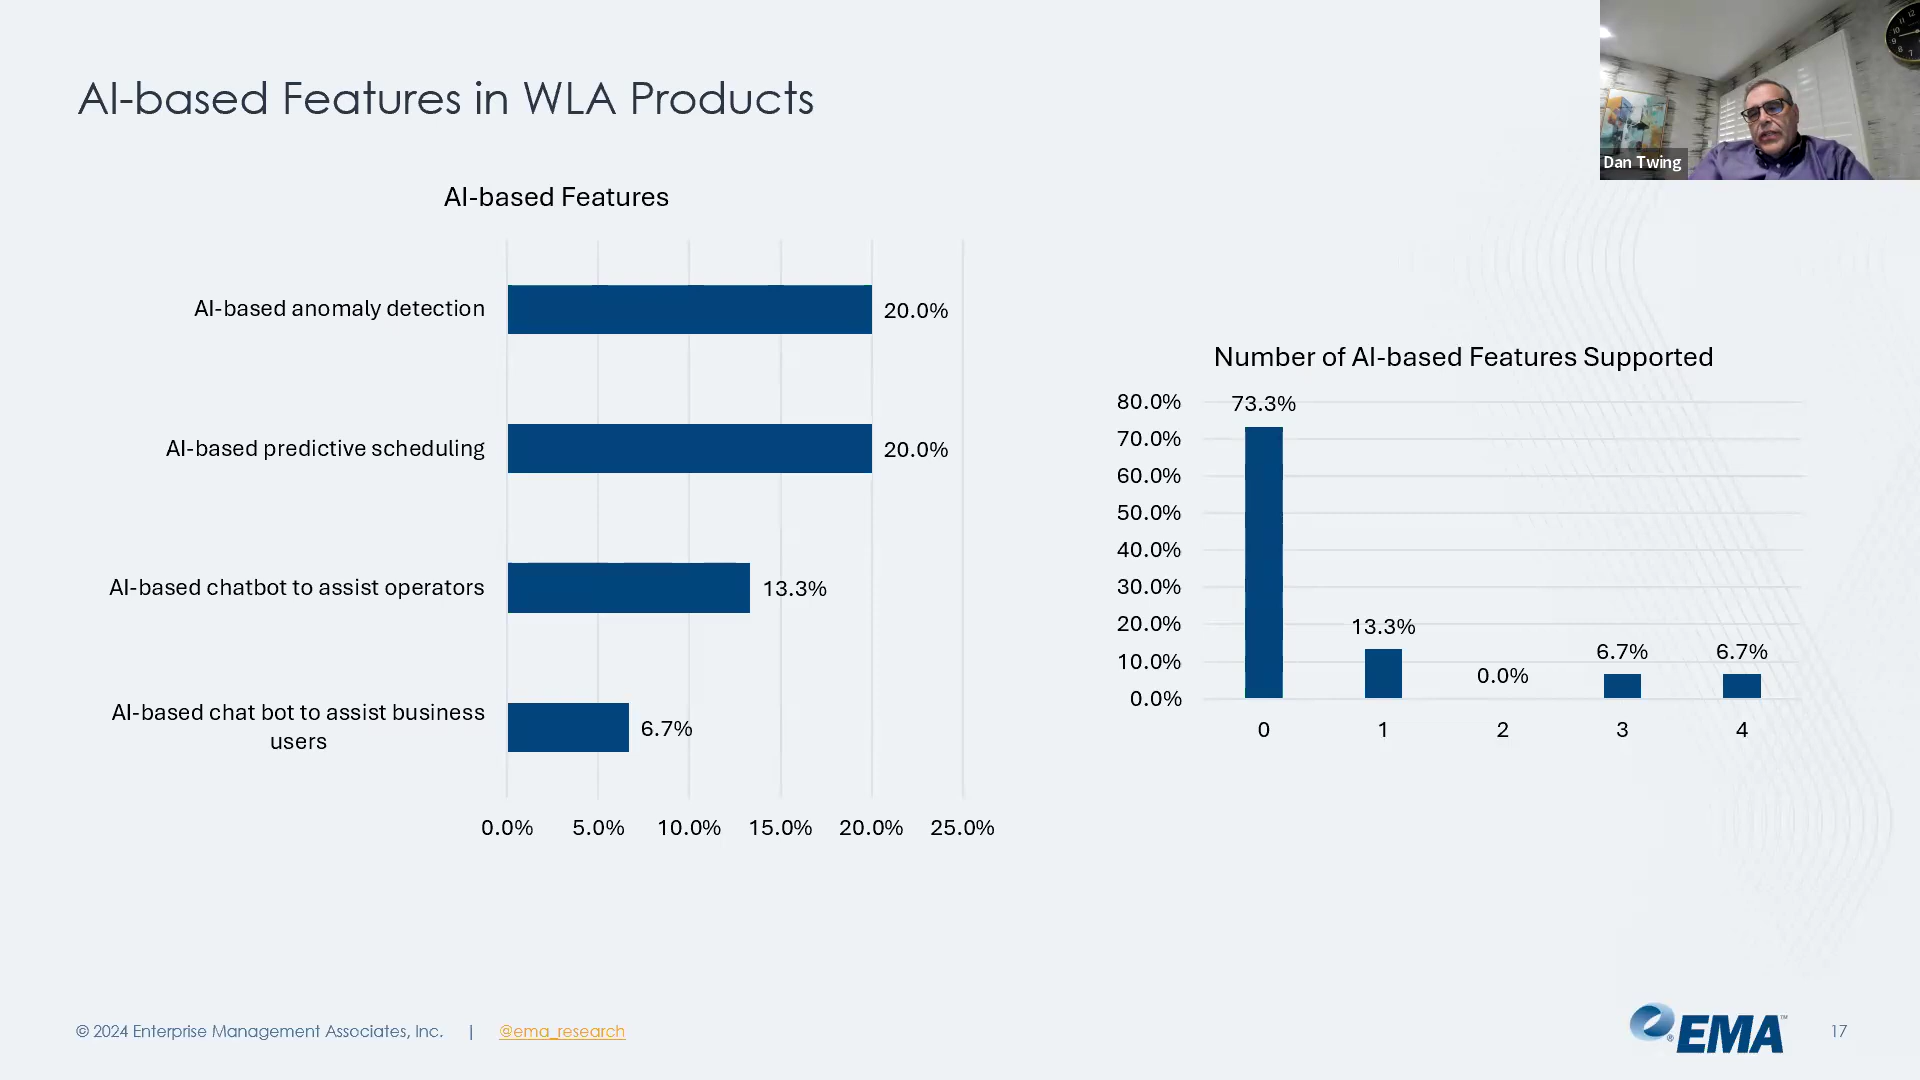 AI-based Features in WLA Products
Dan Twing
AI-based Features
AI-based anomaly detection
20.0%
AI-based predictive scheduling
20.0%
AI-based chatbot to assist operators
13.3%
AI-based chat bot to assist business
users
6.7%
0.0% 5.0% 10.0% 15.0% 20.0% 25.0%
Number of AI-based Features Supported
80.0%
70.0%
60.0%
50.0%
40.0%
30.0%
20.0%
10.0%
0.0%
73.3%
13.3%
0.0%
6.7%
6.7%
0 1 2 3 4
© 2024 Enterprise Management Associates, Inc. | @ema_research
EMA™
17